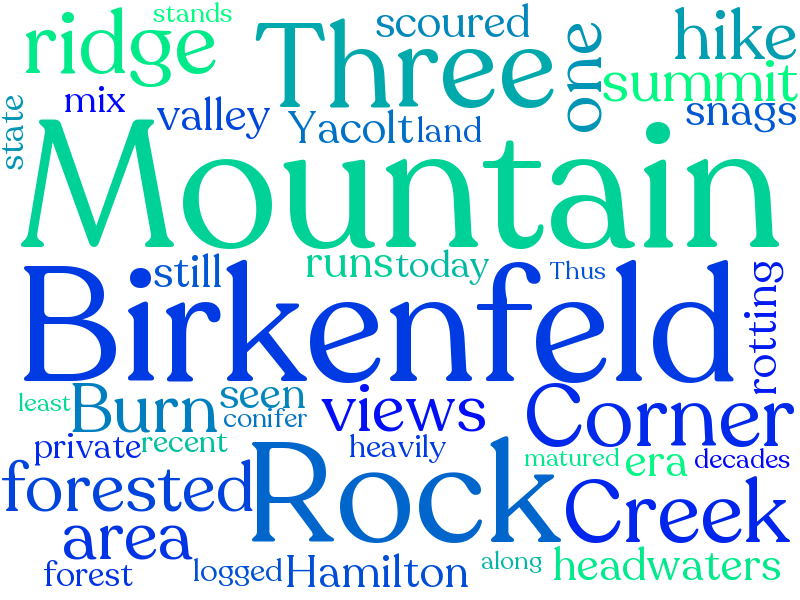 stands
ridge
Three
scoured
one
hike
summit
snags
mix
valley
Yacolt
land
state
Mountain
still
runs
today
Thus
rotting
Birkenfeld
least
Burn
seen
conifer
views
Corner
private
recent
heavily
Rock
matured
era
decades
forested
Creek
area
forest
logged
Hamilton
along
headwaters